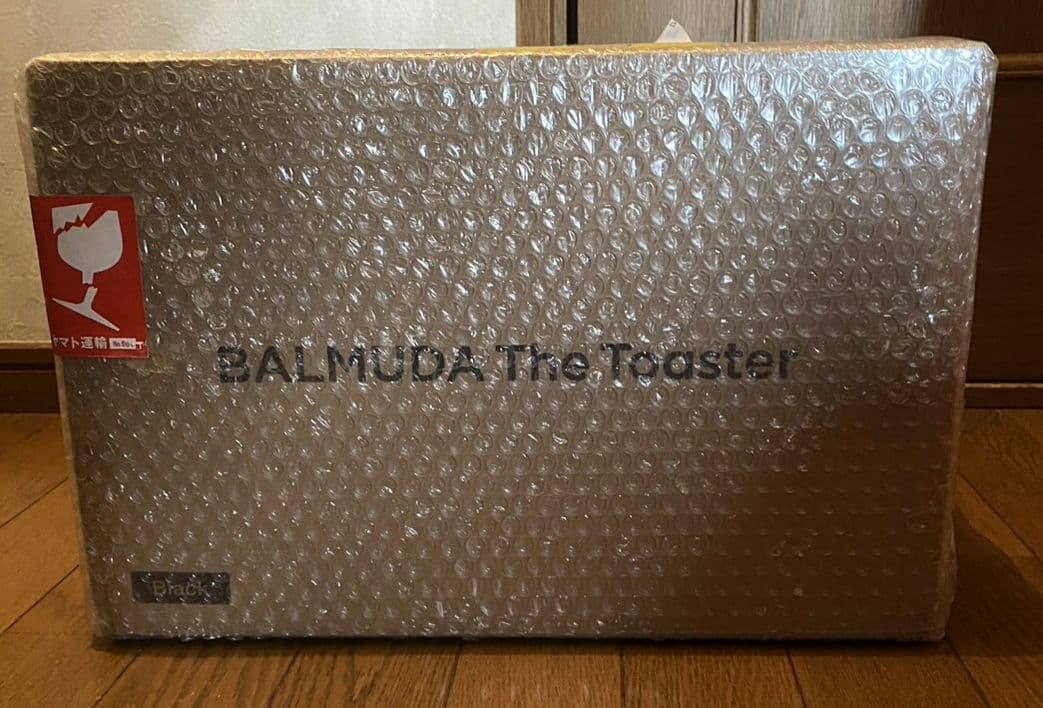 ヤマト運輸
BALMUDA The Toaster
Black